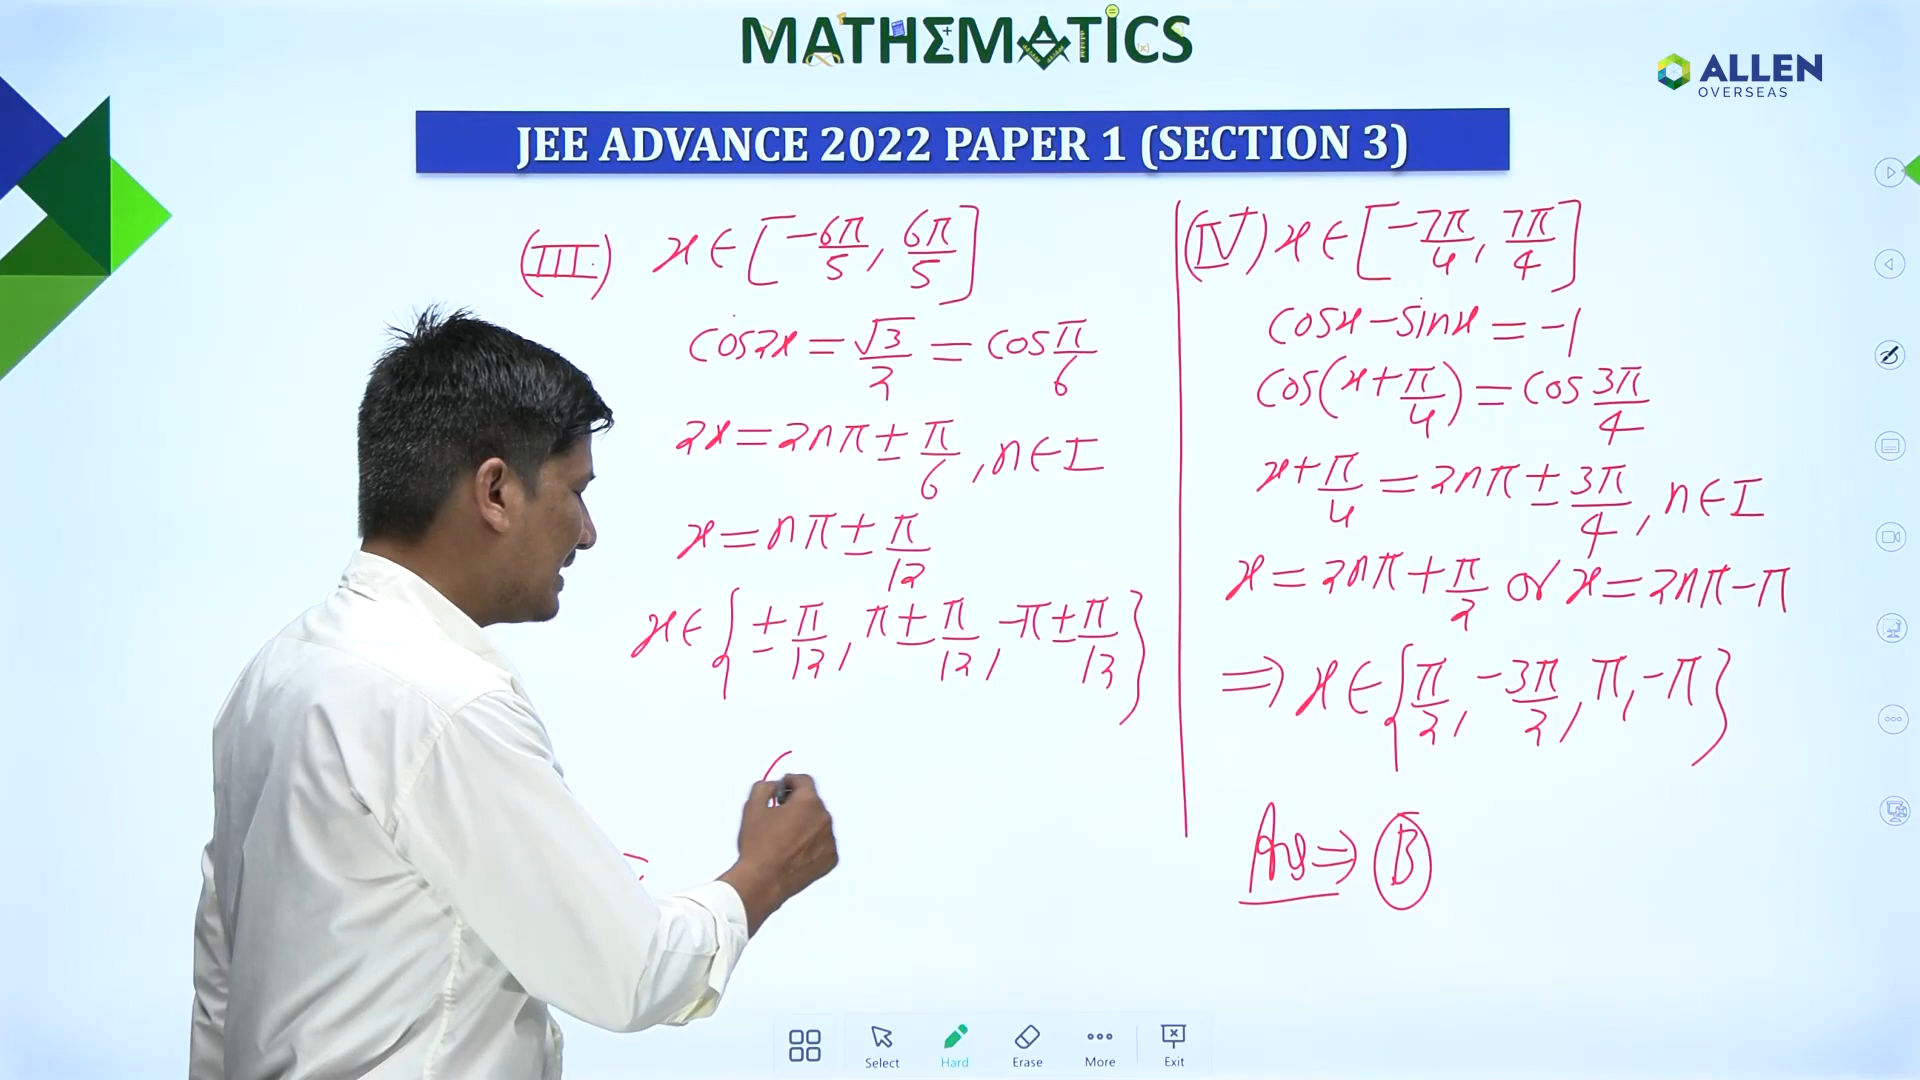 MATHΣMATICS
ALLEN
OVERSEAS
JEE ADVANCE 2022 PAPER 1 (SECTION 3)
(III) x ∈ [-6π/5, 6π/5]
cos2x = √3/2 = cos π/6
2x = 2nπ ± π/6, n ∈ I
x = nπ ± π/12
x ∈ {± π/12, π ± π/12, -π ± π/12}
(IV) x ∈ [-7π/4, 7π/4]
cosx - sinx = -1
cos(x + π/4) = cos 3π/4
x + π/4 = 2nπ ± 3π/4, n ∈ I
x = 2nπ + π/2 or x = 2nπ - π
⇒ x ∈ {π/2, -3π/2, π, -π}
Ans ⇒ B
Select Hard Erase More Exit